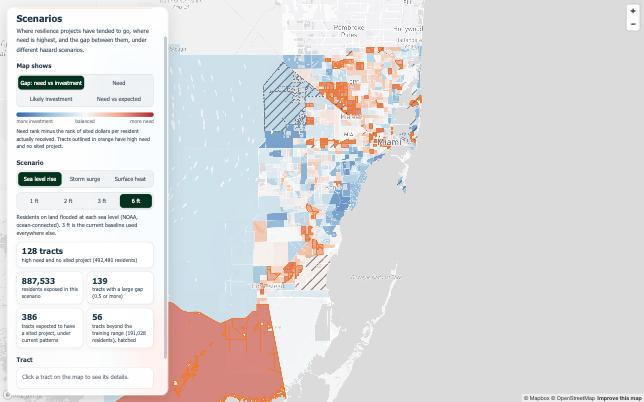 Scenarios
Where resilience projects have tended to go, where
need is highest, and the gap between them, under
different hazard scenarios.
Map shows
Gap: need vs investment
Need
Likely investment
Need vs expected
more investment
balanced
more need
Need rank minus the rank of sited dollars per resident
actually received. Tracts outlined in orange have high need
and no sited project.
Scenario
Sea level rise
Storm surge
Surface heat
1 ft
2 ft
3 ft
6 ft
Residents on land flooded at each sea level (NOAA,
ocean-connected). 3 ft is the current baseline used
everywhere else.
128 tracts
high need and no sited project (492,480 residents)
887,533
residents exposed in this
scenario
139
tracts with a large gap
(0.5 or more)
386
tracts expected to have
a sited project, under
current patterns
56
tracts beyond the
training range (191,028
residents), hatched
Tract
Click a tract on the map to see its details.
Pembroke
Pines
Hollywood
Miami
+
−
© Mapbox © OpenStreetMap Improve this map